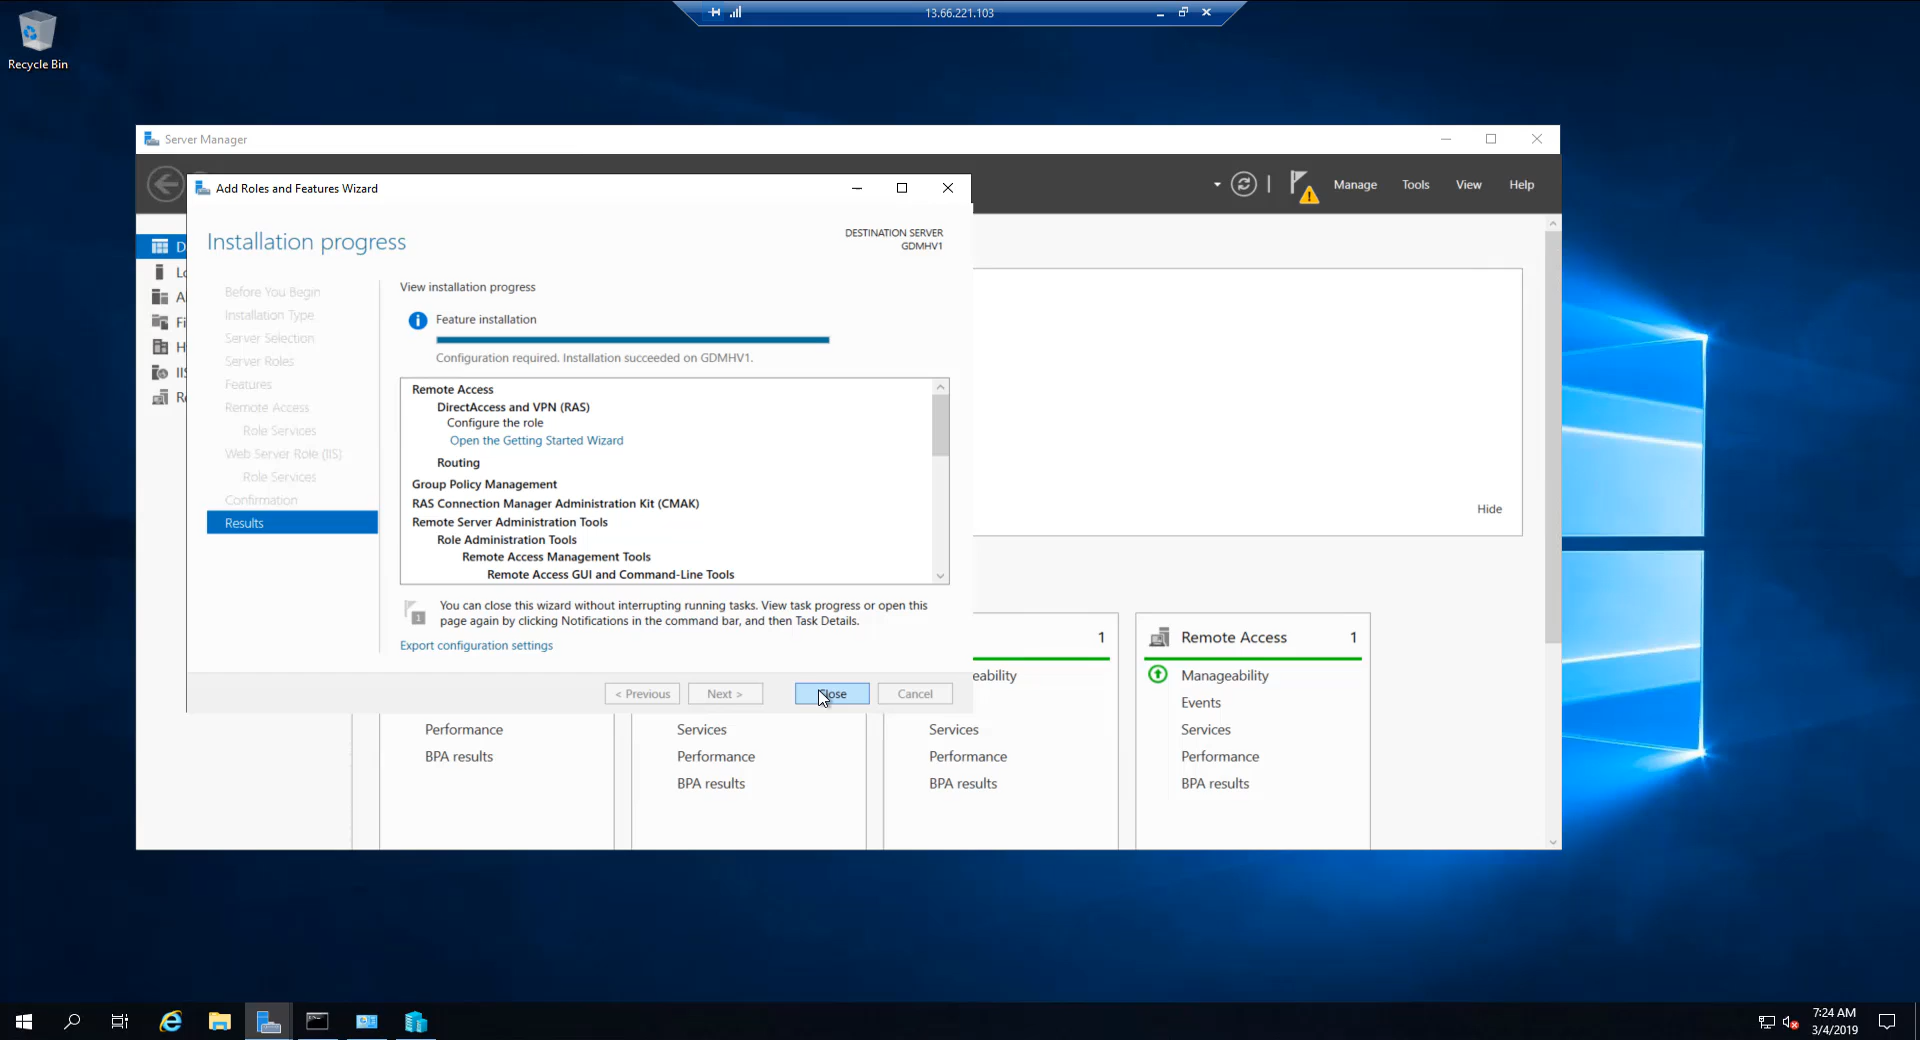 13.66.221.103
Recycle Bin
Server Manager
Manage
Tools
View
Help
Add Roles and Features Wizard
Installation progress
DESTINATION SERVER
GDMHV1
Before You Begin
Installation Type
Server Selection
Server Roles
Features
Remote Access
Role Services
Web Server Role (IIS)
Role Services
Confirmation
Results
View installation progress
Feature installation
Configuration required. Installation succeeded on GDMHV1.
Remote Access
DirectAccess and VPN (RAS)
Configure the role
Open the Getting Started Wizard
Routing
Group Policy Management
RAS Connection Manager Administration Kit (CMAK)
Remote Server Administration Tools
Role Administration Tools
Remote Access Management Tools
Remote Access GUI and Command-Line Tools
1
You can close this wizard without interrupting running tasks. View task progress or open this
page again by clicking Notifications in the command bar, and then Task Details.
Export configuration settings
< Previous
Next >
Close
Cancel
Hide
1
eability
Remote Access 1
Manageability
Events
Services
Performance
BPA results
Performance
BPA results
Services
Performance
BPA results
Services
Performance
BPA results
7:24 AM
3/4/2019